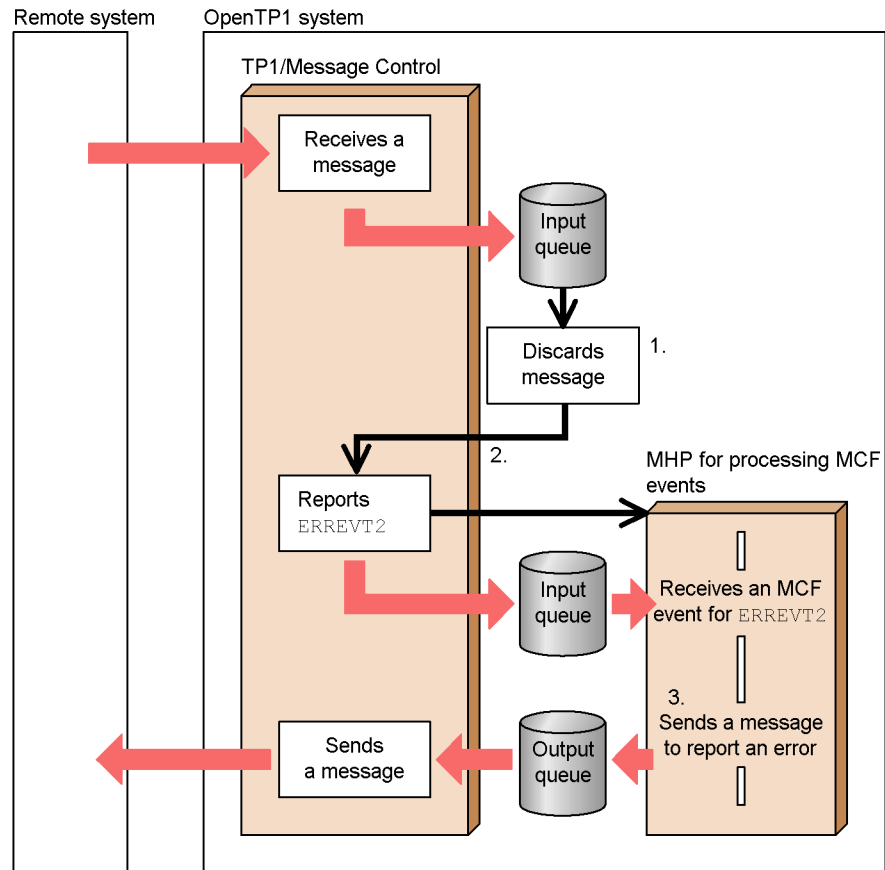 Remote system
OpenTP1 system
TP1/Message Control
Receives a
message
Input
queue
Discards
message
1.
2.
MHP for processing MCF
events
Reports
ERREVT2
Input
queue
Receives an MCF
event for ERREVT2
3.
Sends a message
to report an error
Output
queue
Sends
a message